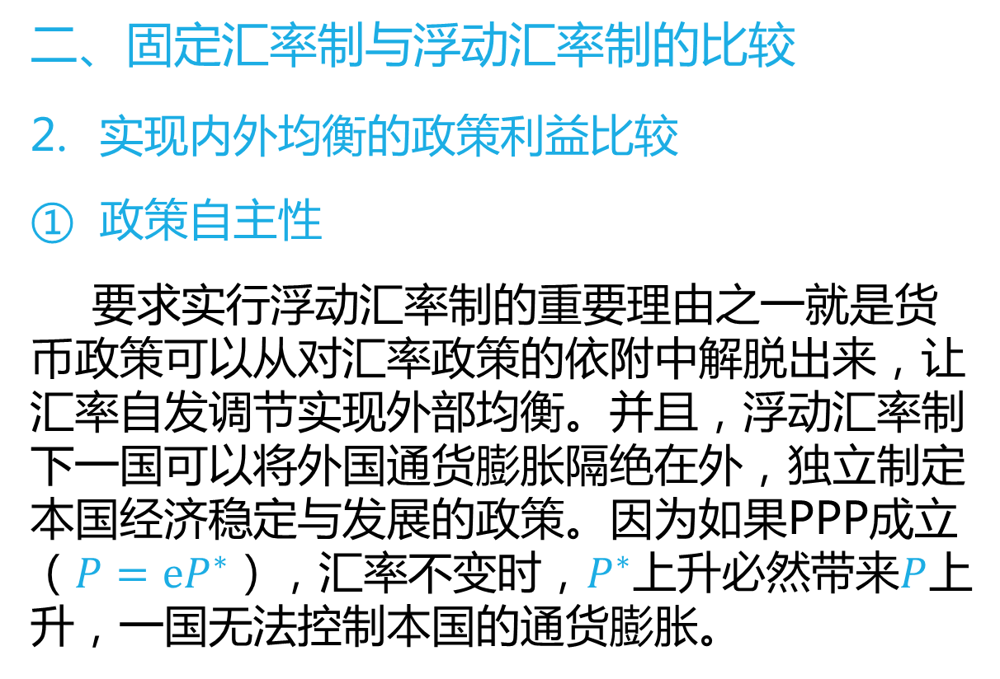 二、固定汇率制与浮动汇率制的比较
2. 实现内外均衡的政策利益比较
① 政策自主性
要求实行浮动汇率制的重要理由之一就是货
币政策可以从对汇率政策的依附中解脱出来，让
汇率自发调节实现外部均衡。并且，浮动汇率制
下一国可以将外国通货膨胀隔绝在外，独立制定
本国经济稳定与发展的政策。因为如果PPP成立
（P = eP*），汇率不变时，P*上升必然带来P上
升，一国无法控制本国的通货膨胀。